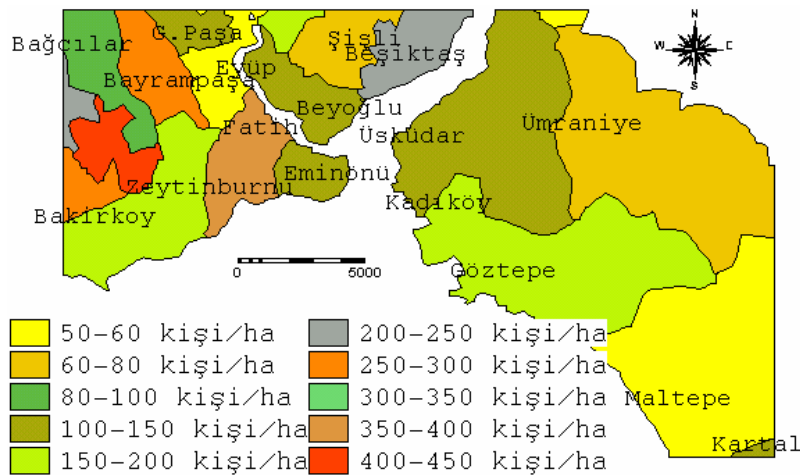 N
G.Paşa
Bağcılar
Şişli
Beşiktaş
W
E
Eyüp
Bayrampaşa
S
Beyoğlu
Fatih
Üsküdar
Ümraniye
Eminönü
Zeytinburnu
Kadıköy
Bakirkoy
Göztepe
0 5000
50-60 kişi/ha
200-250 kişi/ha
60-80 kişi/ha
250-300 kişi/ha
80-100 kişi/ha
300-350 kişi/ha
Maltepe
100-150 kişi/ha
350-400 kişi/ha
Kartal
150-200 kişi/ha
400-450 kişi/ha